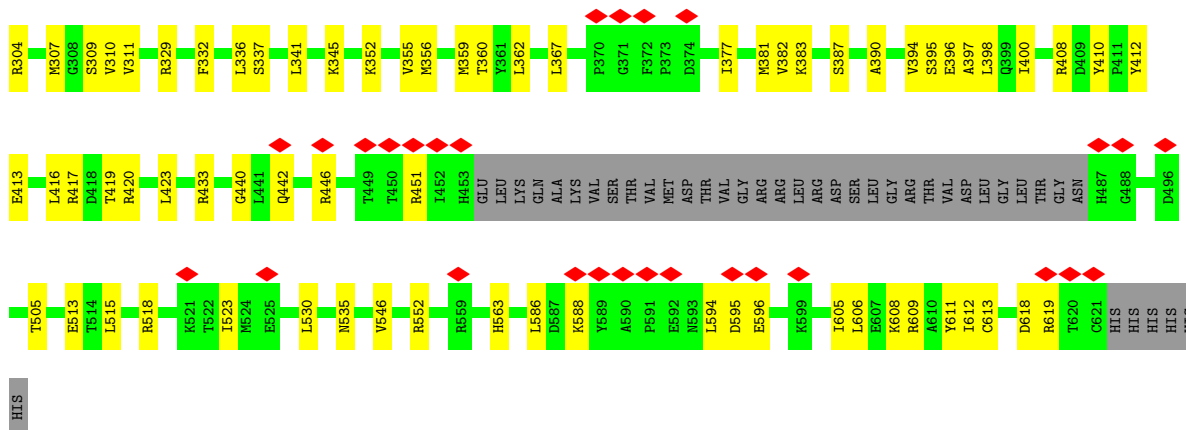 R304 M307 G308 S309 V310 V311 R329 F332 L336 S337 L341 K345 K352 V355 M356 M359 T360 Y361 L362 L367 P370 G371 F372 P373 D374 I377 M381 V382 K383 S387 A390 V394 S395 E396 A397 L398 Q399 I400 R408 D409 Y410 P411 Y412
E413 L416 R417 D418 T419 R420 L423 R433 G440 L441 Q442 R446 T449 T450 R451 I452 H453 GLU LEU LYS GLN ALA LYS VAL SER THR VAL MET ASP THR VAL GLY ARG ARG LEU ARG ASP SER LEU GLY ARG THR VAL ASP LEU GLY LEU THR GLY ASN H487 G488 D496
T505 E513 T514 L515 R518 K521 T522 I523 M524 E525 L530 N535 V546 R552 R559 H563 L586 D587 K588 Y589 A590 P591 E592 N593 L594 D595 E596 K599 I605 L606 E607 K608 R609 A610 Y611 I612 C613 D618 R619 T620 C621 HIS HIS HIS HIS HIS
HIS